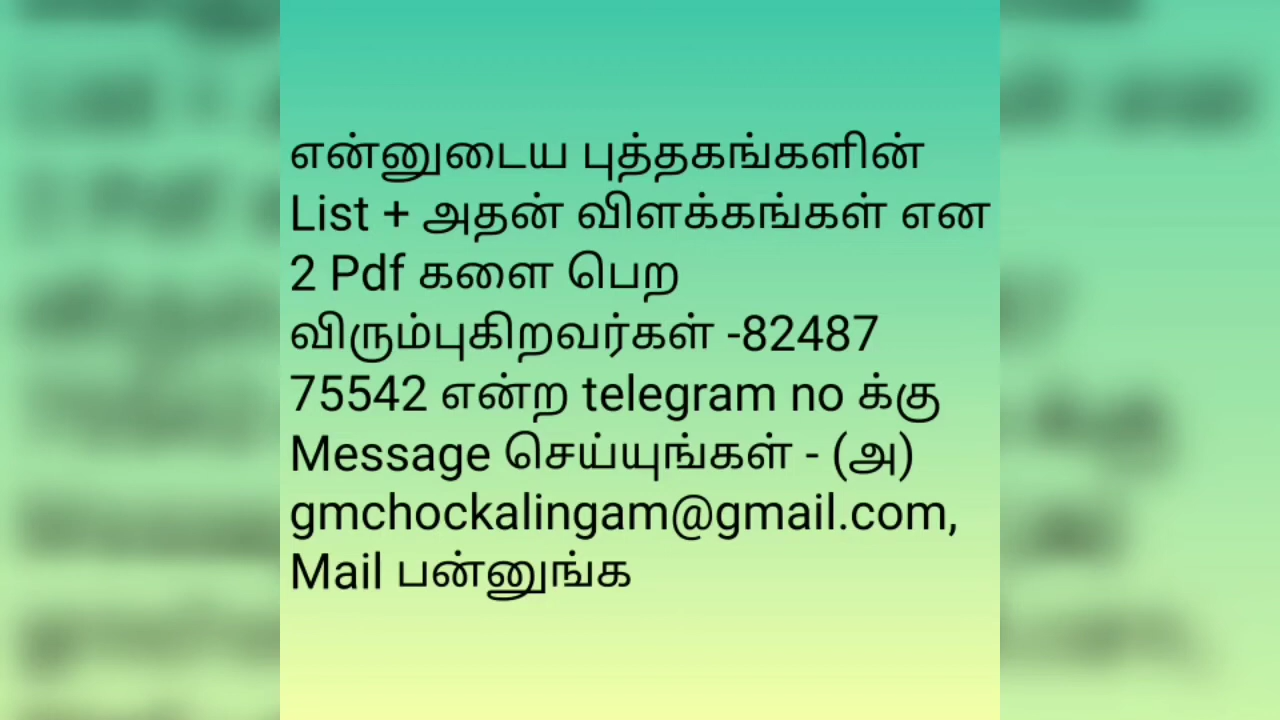 என்னுடைய புத்தகங்களின்
List + அதன் விளக்கங்கள் என
2 Pdf களை பெற
விரும்புகிறவர்கள் -82487
75542 என்ற telegram no க்கு
Message செய்யுங்கள் - (அ)
gmchockalingam@gmail.com,
Mail பன்னுங்க